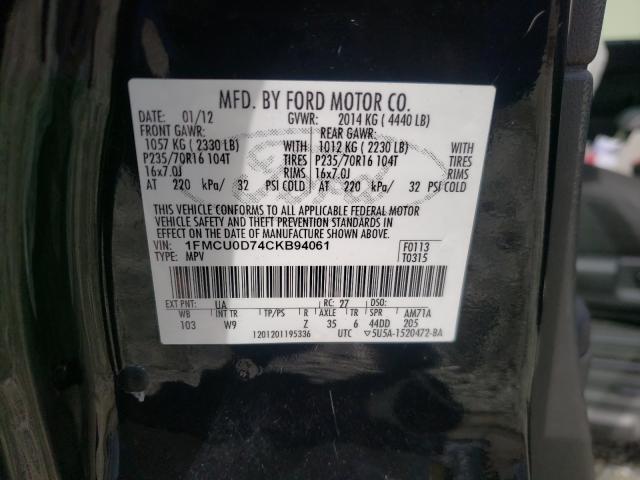 MFD. BY FORD MOTOR CO.
DATE: 01/12 GVWR: 2014 KG ( 4440 LB)
FRONT GAWR: REAR GAWR:
1057 KG ( 2330 LB) WITH 1012 KG ( 2230 LB) WITH
P235/70R16 104T TIRES P235/70R16 104T TIRES
16x7.0J RIMS 16x7.0J RIMS
AT 220 kPa/ 32 PSI COLD AT 220 kPa/ 32 PSI COLD
THIS VEHICLE CONFORMS TO ALL APPLICABLE FEDERAL MOTOR
VEHICLE SAFETY AND THEFT PREVENTION STANDARDS IN
EFFECT ON THE DATE OF MANUFACTURE SHOWN ABOVE.
VIN: 1FMCU0D74CKB94061 F0113
TYPE: MPV T0315
EXT PNT: UA RC: 27 DSO:
WB INT TR TP/PS R AXLE TR SPR AM71A
103 W9 Z 35 6 44DD 205
1201201195336 UTC ▽5U5A-1520472-BA
Ford